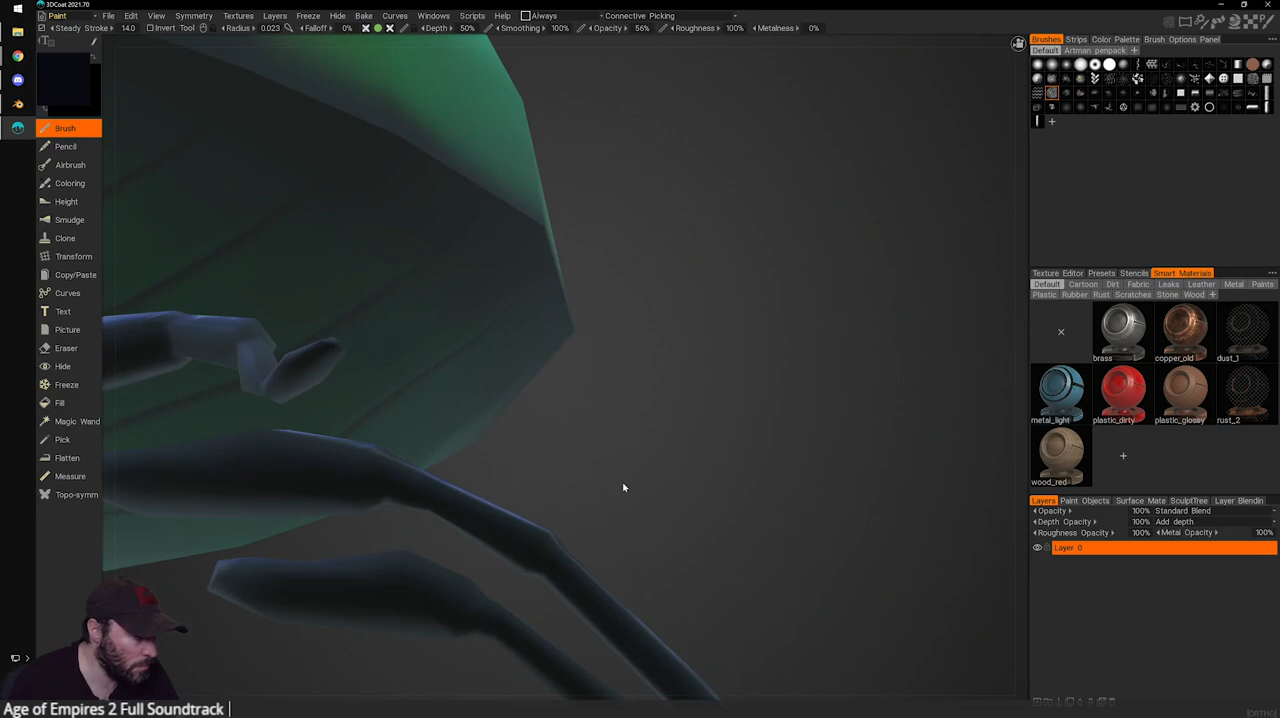 3DCoat 2021.70
Paint File Edit View Symmetry Textures Layers Freeze Hide Bake Curves Windows Scripts Help Always Connective Picking
Steady Stroke 14.0 Invert Tool Radius 0.023 Falloff 0% Depth 50% Smoothing 100% Opacity 56% Roughness 100% Metalness 0%
Brush
Pencil
Airbrush
Coloring
Height
Smudge
Clone
Transform
Copy/Paste
Curves
Text
Picture
Eraser
Hide
Freeze
Fill
Magic Wand
Pick
Flatten
Measure
Topo-symm
Brushes Strips Color Palette Brush Options Panel
Default Artman penpack +
Texture Editor Presets Stencils Smart Materials
Default Cartoon Dirt Fabric Leaks Leather Metal Paints
Plastic Rubber Rust Scratches Stone Wood +
brass copper_old dust_1
metal_light plastic_dirty plastic_glossy rust_2
wood_red
Layers Paint Objects Surface Mate SculptTree Layer Blendin
Opacity 100% Standard Blend
Depth Opacity 100% Add depth
Roughness Opacity 100% Metal Opacity 100%
Layer 0
Age of Empires 2 Full Soundtrack |
[ORTHO]